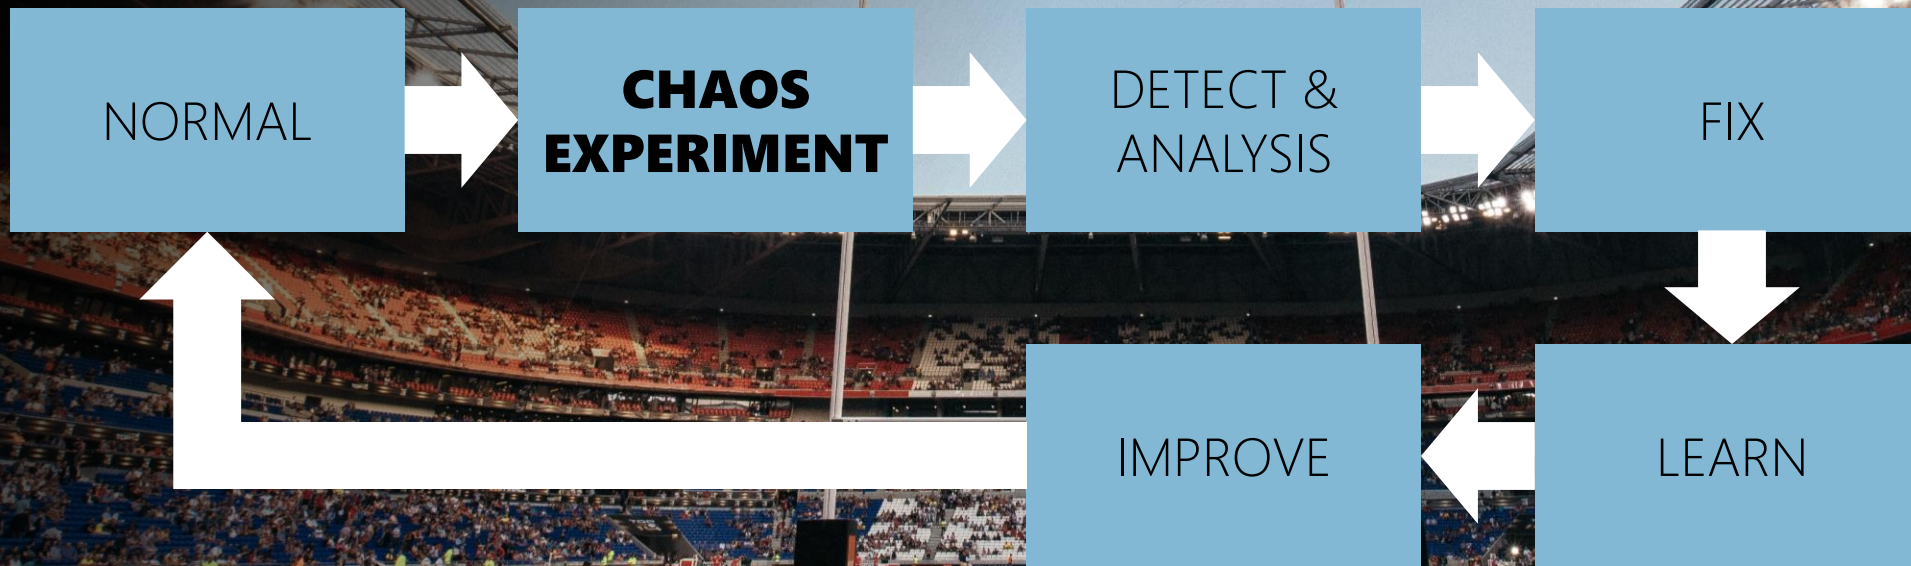 NORMAL
CHAOS
EXPERIMENT
DETECT &
ANALYSIS
FIX
IMPROVE
LEARN